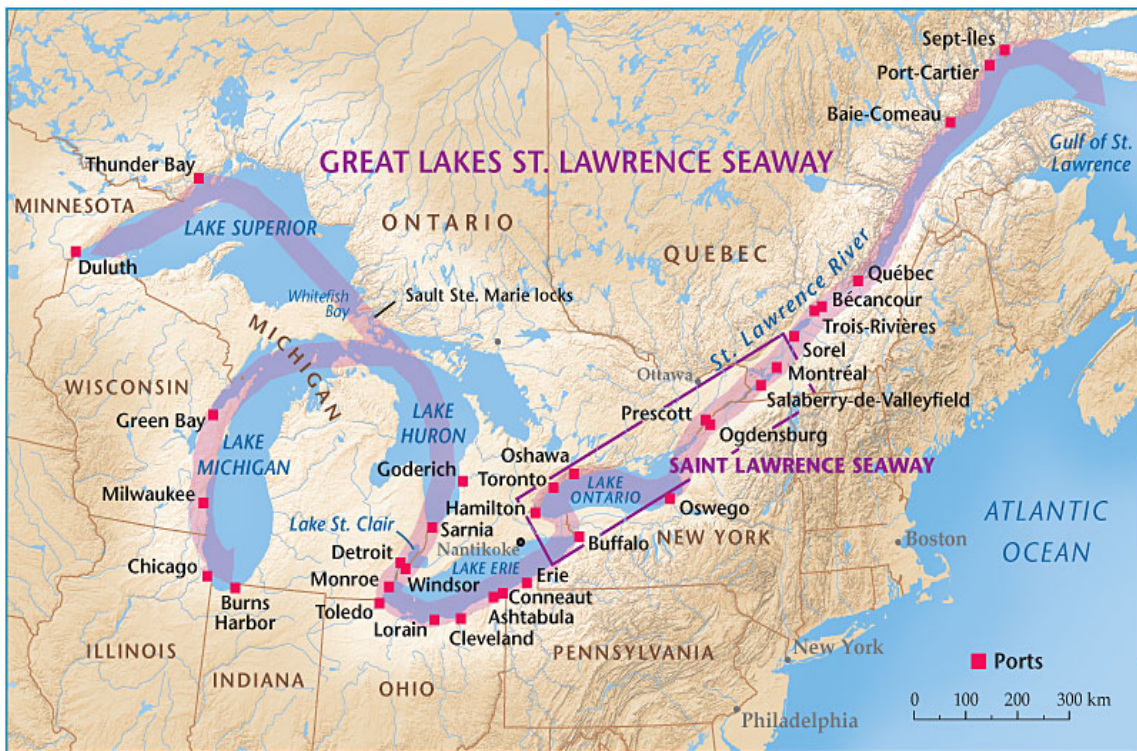 Sept-Îles
Port-Cartier
Baie-Comeau
Gulf of St.
Lawrence
Thunder Bay
GREAT LAKES ST. LAWRENCE SEAWAY
MINNESOTA
LAKE SUPERIOR
ONTARIO
QUEBEC
Duluth
Québec
Whitefish
Bay
Sault Ste. Marie locks
St. Lawrence River
Bécancour
Trois-Rivières
MICHIGAN
Sorel
WISCONSIN
Ottawa
Montréal
Salaberry-de-Valleyfield
Green Bay
LAKE
HURON
Prescott
Ogdensburg
LAKE
MICHIGAN
Goderich
Oshawa
Toronto
SAINT LAWRENCE SEAWAY
LAKE
ONTARIO
Milwaukee
Hamilton
Oswego
Lake St. Clair
Sarnia
NEW YORK
ATLANTIC
OCEAN
Detroit
Nantikoke
Buffalo
Boston
LAKE ERIE
Chicago
Monroe
Windsor
Erie
Burns
Harbor
Toledo
Conneaut
Ashtabula
Lorain
Cleveland
ILLINOIS
PENNSYLVANIA
New York
Ports
INDIANA
OHIO
0 100 200 300 km
Philadelphia